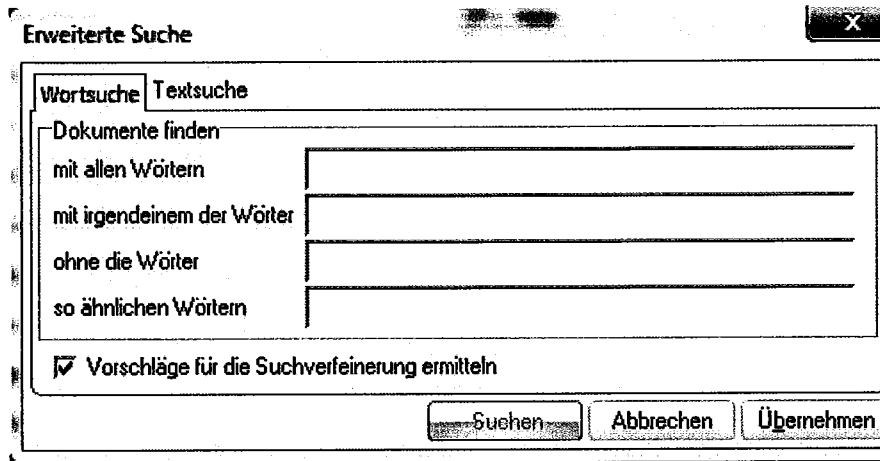 Erweiterte Suche
X
Wortsuche Textsuche
Dokumente finden
mit allen Wörtern
mit irgendeinem der Wörter
ohne die Wörter
so ähnlichen Wörtern
Vorschläge für die Suchverfeinerung ermitteln
Suchen Abbrechen Übernehmen